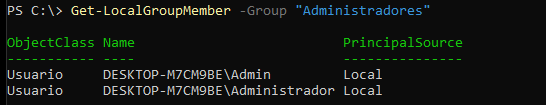 PS C:\> Get-LocalGroupMember -Group "Administradores"
ObjectClass Name PrincipalSource
----------- ---- ---------------
Usuario DESKTOP-M7CM9BE\Admin Local
Usuario DESKTOP-M7CM9BE\Administrador Local